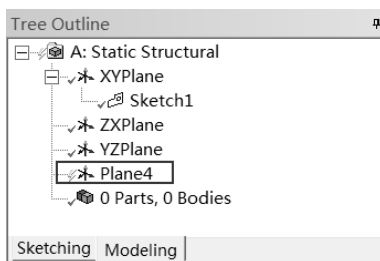 Tree Outline
A: Static Structural
XYPlane
Sketch1
ZXPlane
YZPlane
Plane4
0 Parts, 0 Bodies
Sketching Modeling